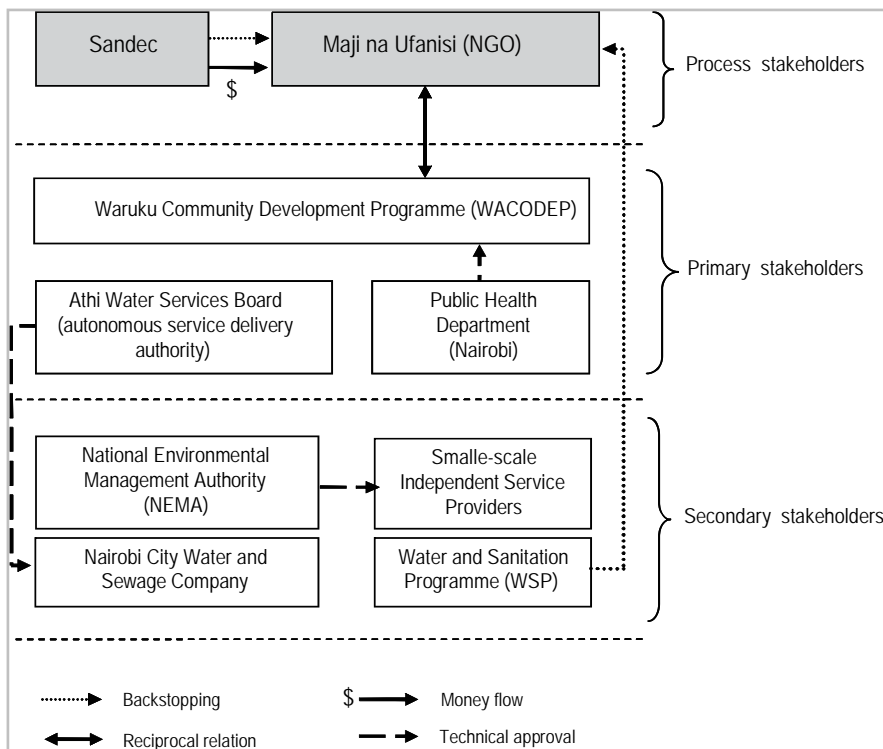 Sandec
Maji na Ufanisi (NGO)
$
Process stakeholders
Waruku Community Development Programme (WACODEP)
Athi Water Services Board
(autonomous service delivery
authority)
Public Health
Department
(Nairobi)
Primary stakeholders
National Environmental
Management Authority
(NEMA)
Smalle-scale
Independent Service
Providers
Nairobi City Water and
Sewage Company
Water and Sanitation
Programme (WSP)
Secondary stakeholders
Backstopping
$ Money flow
Reciprocal relation
Technical approval